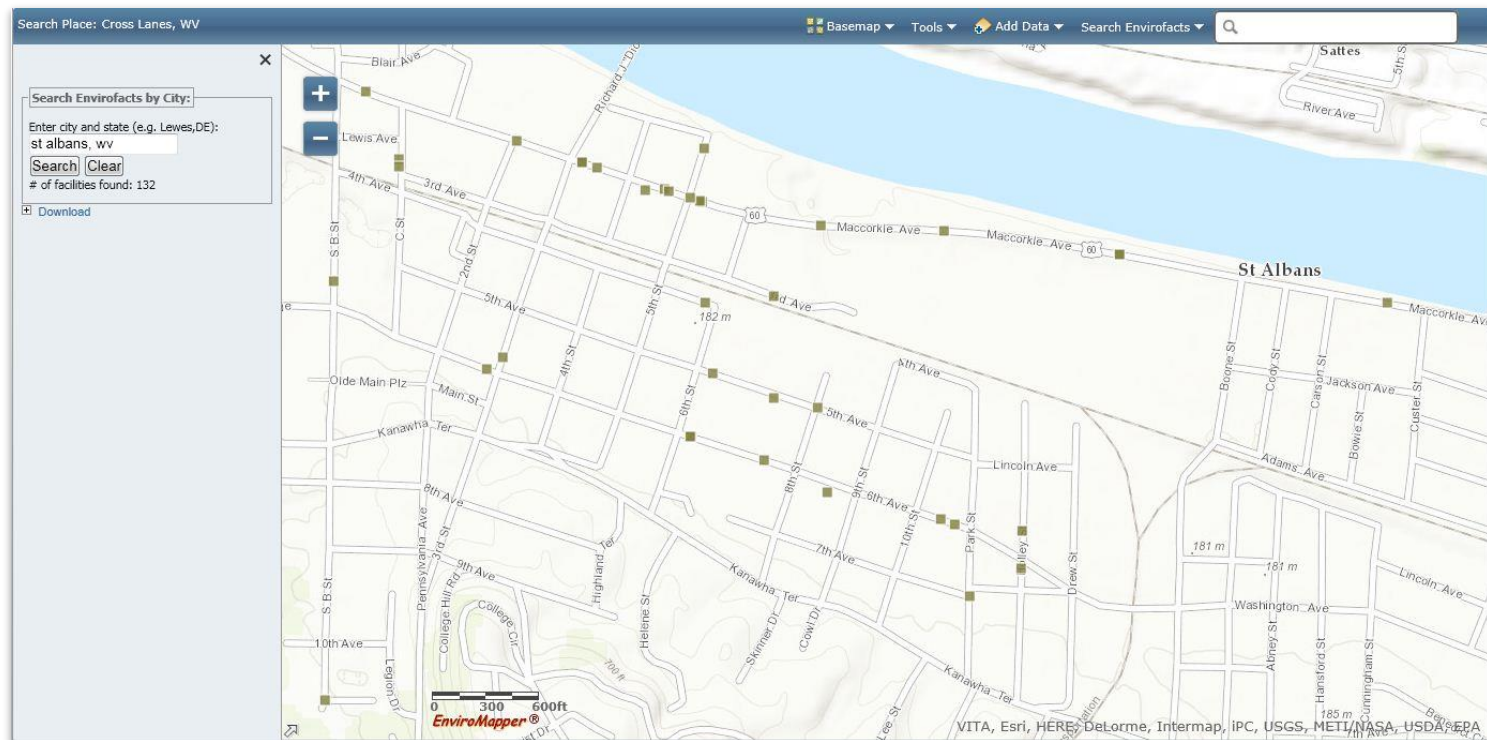 Search Place: Cross Lanes, WV
Basemap
Tools
Add Data
Search Envirofacts
Search Envirofacts by City:
Enter city and state (e.g. Lewes,DE):
st albans, wv
Search Clear
# of facilities found: 132
Download
+
−
Sattes
5th St
River Ave
Blair Ave
Lewis Ave
4th Ave
3rd Ave
S B St
C St
2nd St
60
Maccorkle Ave
Maccorkle Ave
60
St Albans
Maccorkle Ave
5th Ave
5th St
182 m
4th St
Olde Main Plz
Main St
6th St
4th Ave
5th Ave
Boone St
Cody St
Carson St
Jackson Ave
Bowie St
Custer St
Kanawha Ter
8th St
9th St
Lincoln Ave
Adams Ave
8th Ave
6th Ave
10th St
Park St
7th Ave
Drew St
181 m
181 m
Pennsylvania Ave
3rd St
9th Ave
Highland Ter
Kanawha Ter
Lincoln Ave
Washington Ave
S B St
College Hill Rd
College Cir
Helene St
Skinner Dr
Cowl Dr
10th Ave
Legion Dr
700 ft
Abney St
Hansford St
Cunningham St
Kanawha Ter
0 300 600ft
EnviroMapper ®
Lee St
185 m
7th Ave
VITA, Esri, HERE, DeLorme, Intermap, iPC, USGS, METI/NASA, USDA, EPA